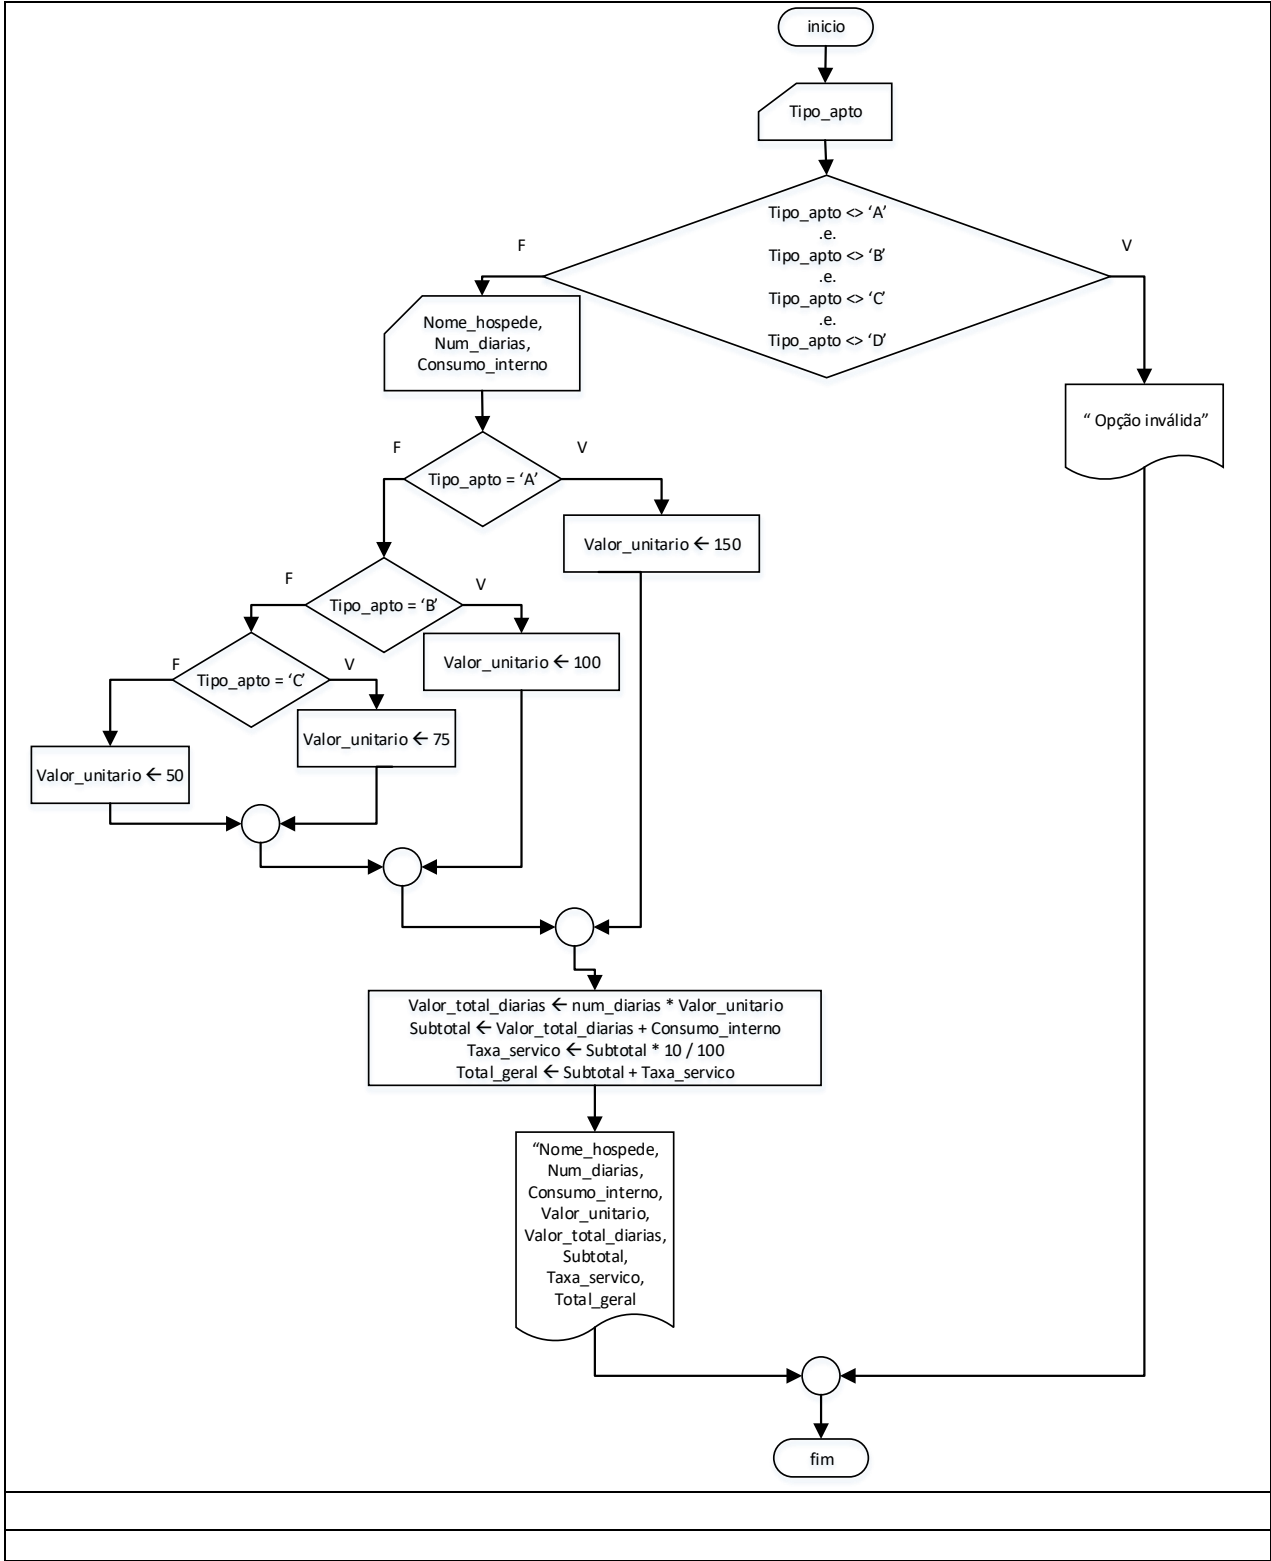 inicio
Tipo_apto
Tipo_apto <> ‘A’
.e.
Tipo_apto <> ‘B’
.e.
Tipo_apto <> ‘C’
.e.
Tipo_apto <> ‘D’
F
V
Nome_hospede,
Num_diarias,
Consumo_interno
“ Opção inválida”
F
V
Tipo_apto = ‘A’
Valor_unitario ← 150
F
V
Tipo_apto = ‘B’
Valor_unitario ← 100
F
V
Tipo_apto = ‘C’
Valor_unitario ← 75
Valor_unitario ← 50
Valor_total_diarias ← num_diarias * Valor_unitario
Subtotal ← Valor_total_diarias + Consumo_interno
Taxa_servico ← Subtotal * 10 / 100
Total_geral ← Subtotal + Taxa_servico
“Nome_hospede,
Num_diarias,
Consumo_interno,
Valor_unitario,
Valor_total_diarias,
Subtotal,
Taxa_servico,
Total_geral
fim